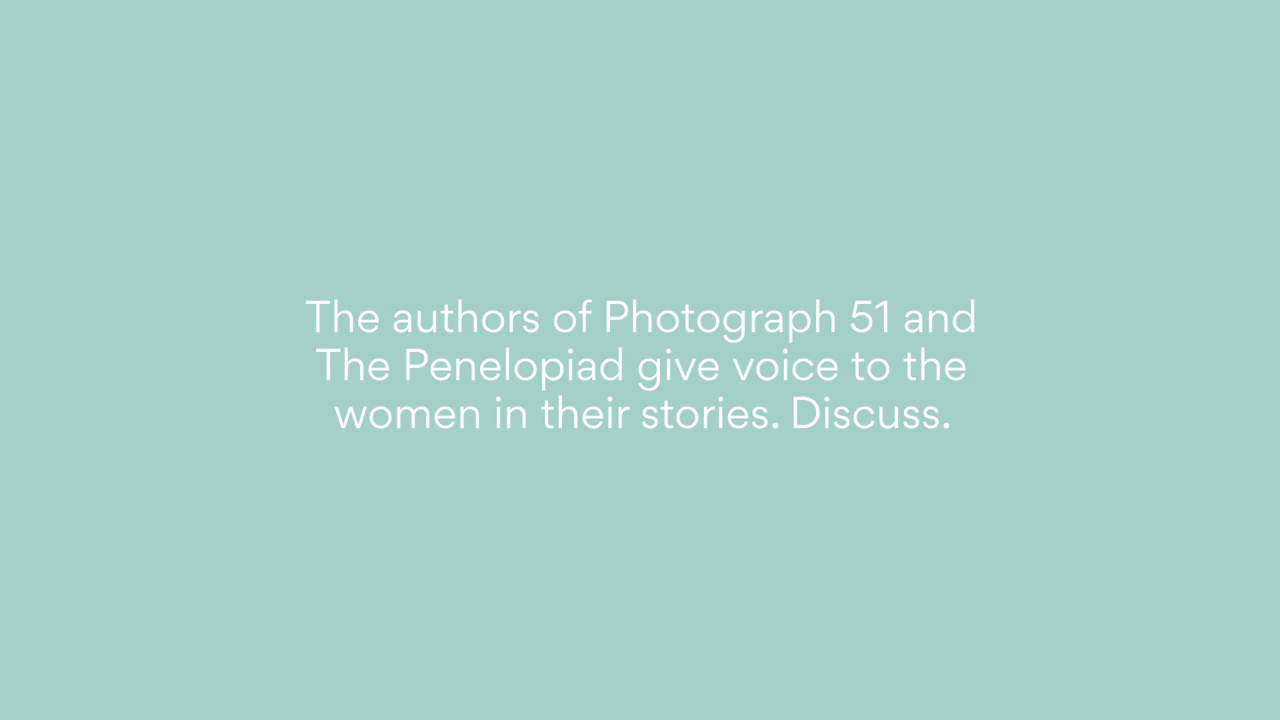 The authors of Photograph 51 and
The Penelopiad give voice to the
women in their stories. Discuss.